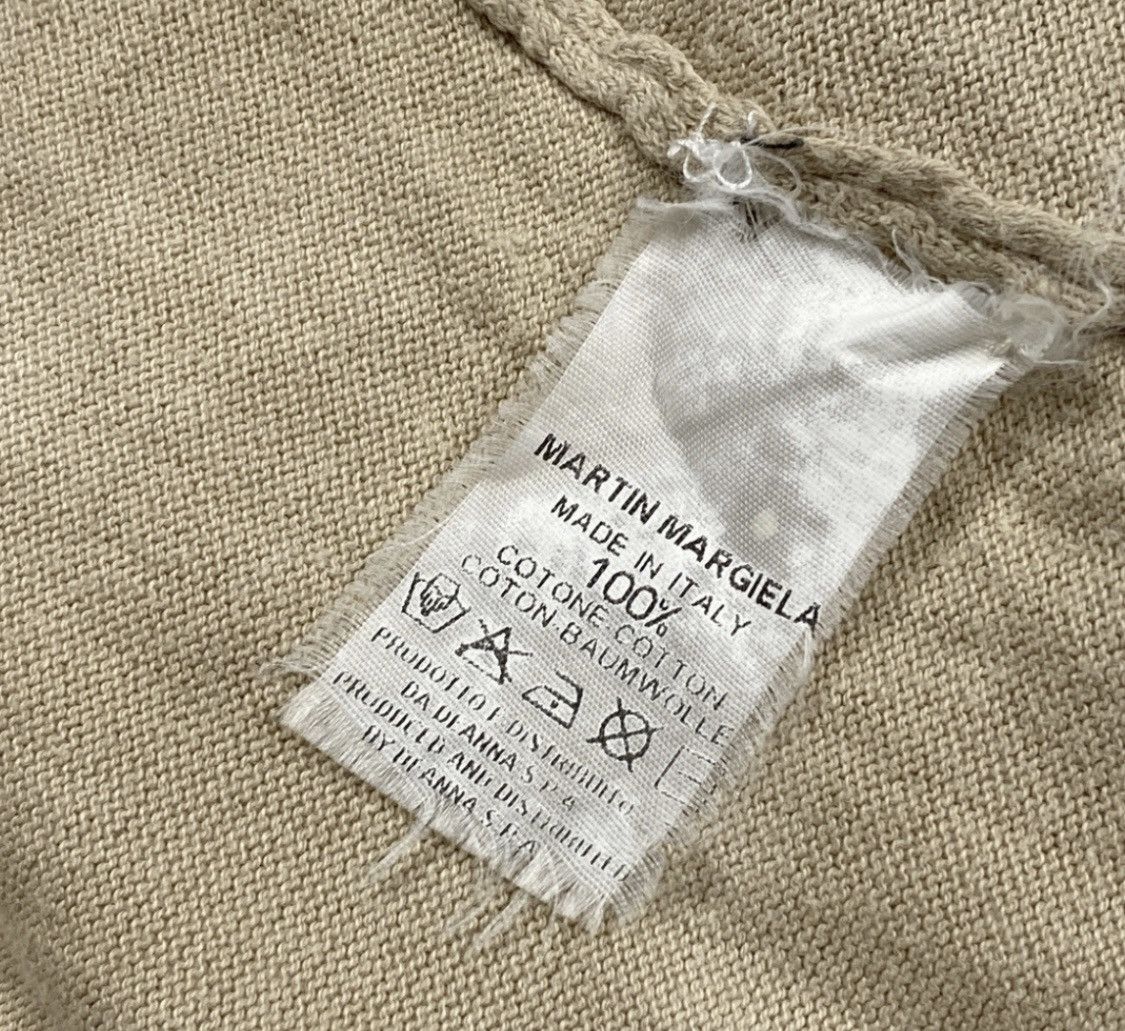 MARTIN MARGIELA
MADE IN ITALY
100%
COTONE-COTTON
COTON-BAUMWOLLE
PRODOTTO E DISTRIBUITO
DA DEANNA S.P.A
PRODUCED AND DISTRIBUTED
BY DEANNA S.P.A